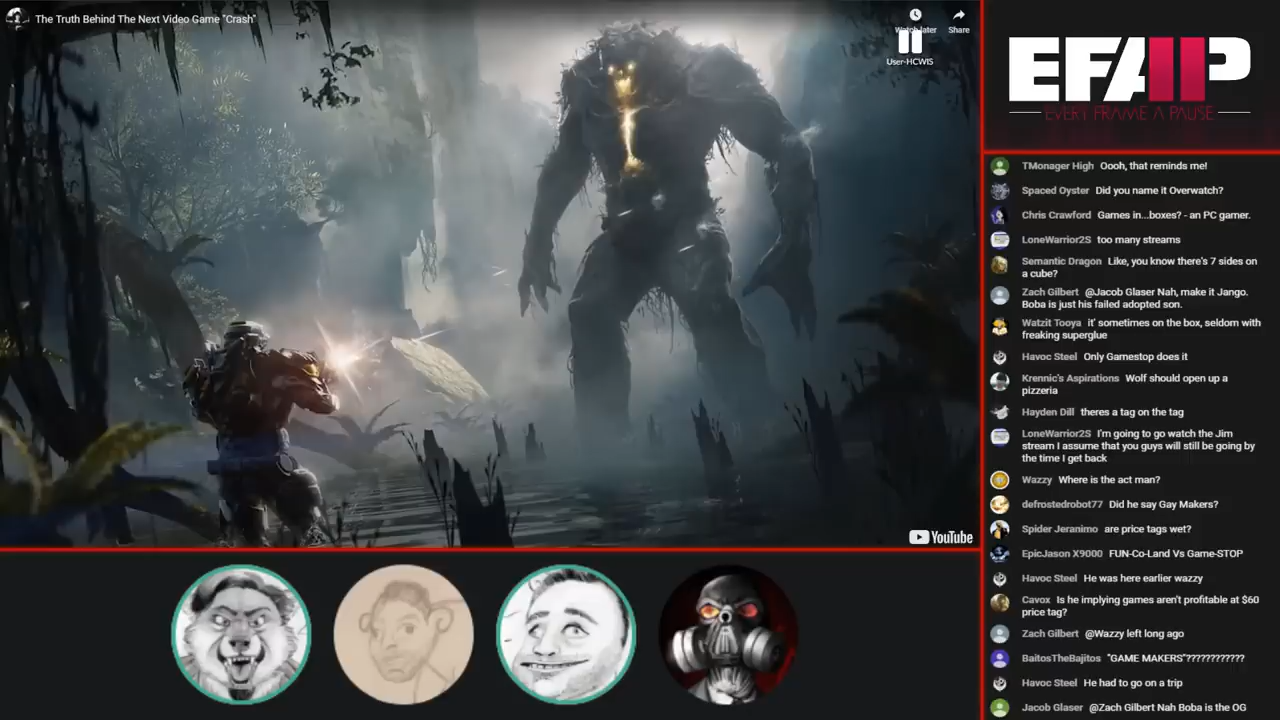 The Truth Behind The Next Video Game "Crash"
Watch later
Share
User-HCWIS
YouTube
EFAP
EVERY FRAME A PAUSE
TMonager High Oooh, that reminds me!
Spaced Oyster Did you name it Overwatch?
Chris Crawford Games in...boxes? - an PC gamer.
LoneWarrior2S too many streams
Semantic Dragon Like, you know there's 7 sides on
a cube?
Zach Gilbert @Jacob Glaser Nah, make it Jango.
Boba is just his failed adopted son.
Watzit Tooya it' sometimes on the box, seldom with
freaking superglue
Havoc Steel Only Gamestop does it
Krennic's Aspirations Wolf should open up a
pizzeria
Hayden Dill theres a tag on the tag
LoneWarrior2S I'm going to go watch the Jim
stream I assume that you guys will still be going by
the time I get back
Wazzy Where is the act man?
defrostedrobot77 Did he say Gay Makers?
Spider Jeranimo are price tags wet?
EpicJason X9000 FUN-Co-Land Vs Game-STOP
Havoc Steel He was here earlier wazzy
Cavox Is he implying games aren't profitable at $60
price tag?
Zach Gilbert @Wazzy left long ago
BaitosTheBajitos "GAME MAKERS"????????????
Havoc Steel He had to go on a trip
Jacob Glaser @Zach Gilbert Nah Boba is the OG